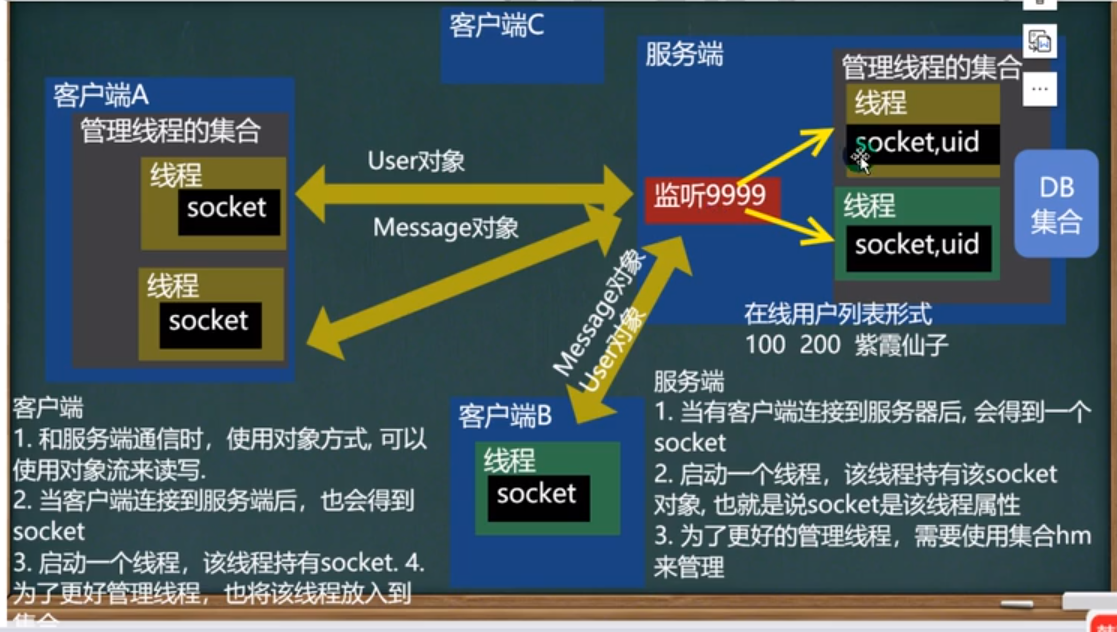 客户端C
服务端
管理线程的集合
线程
socket,uid
监听9999
线程
socket,uid
DB
集合
在线用户列表形式
100 200 紫霞仙子
客户端A
管理线程的集合
线程
socket
线程
socket
User对象
Message对象
Message对象
User对象
客户端B
线程
socket
客户端
1. 和服务端通信时，使用对象方式, 可以
使用对象流来读写.
2. 当客户端连接到服务端后，也会得到
socket
3. 启动一个线程，该线程持有socket. 4.
为了更好管理线程，也将该线程放入到
集合
服务端
1. 当有客户端连接到服务器后, 会得到一个
socket
2. 启动一个线程，该线程持有该socket
对象, 也就是说socket是该线程属性
3. 为了更好的管理线程，需要使用集合hm
来管理